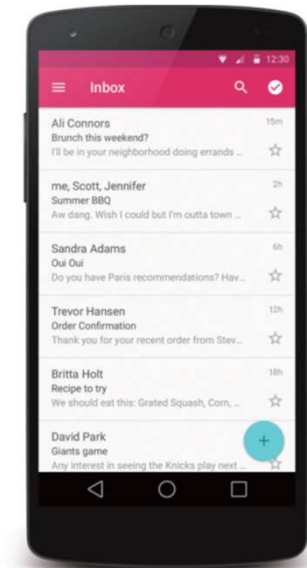 12:30
Inbox
Ali Connors 15m
Brunch this weekend?
I'll be in your neighborhood doing errands ...
me, Scott, Jennifer 2h
Summer BBQ
Aw dang. Wish I could but I'm outta town ...
Sandra Adams 6h
Oui Oui
Do you have Paris recommendations? Hav...
Trevor Hansen 12h
Order Confirmation
Thank you for your recent order from Stev...
Britta Holt 18h
Recipe to try
We should eat this: Grated Squash, Corn, ...
David Park
Giants game
Any interest in seeing the Knicks play next ...